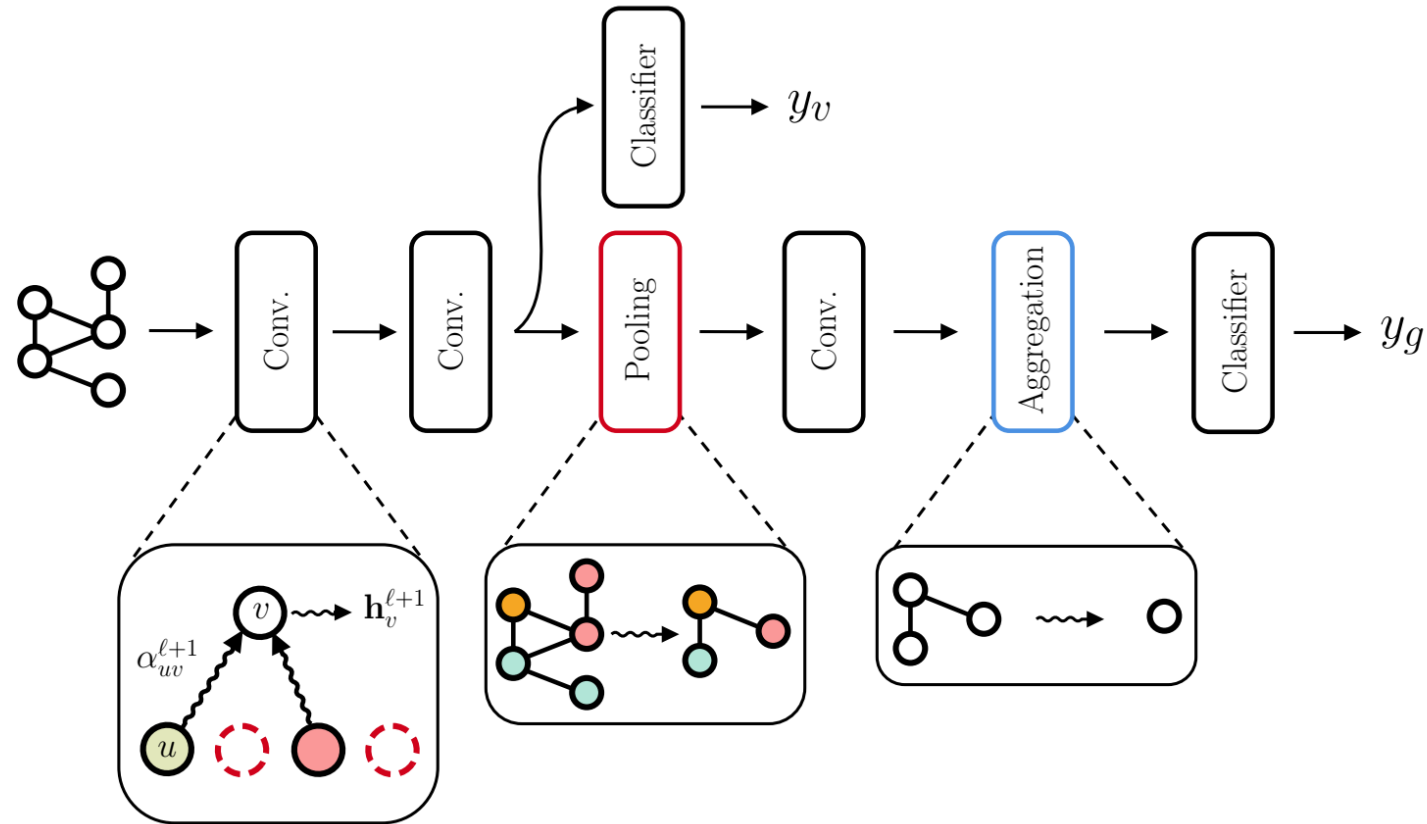 Classifier
y_v
Conv.
Conv.
Pooling
Conv.
Aggregation
Classifier
y_g
v
h_v^{ℓ+1}
α_{uv}^{ℓ+1}
u